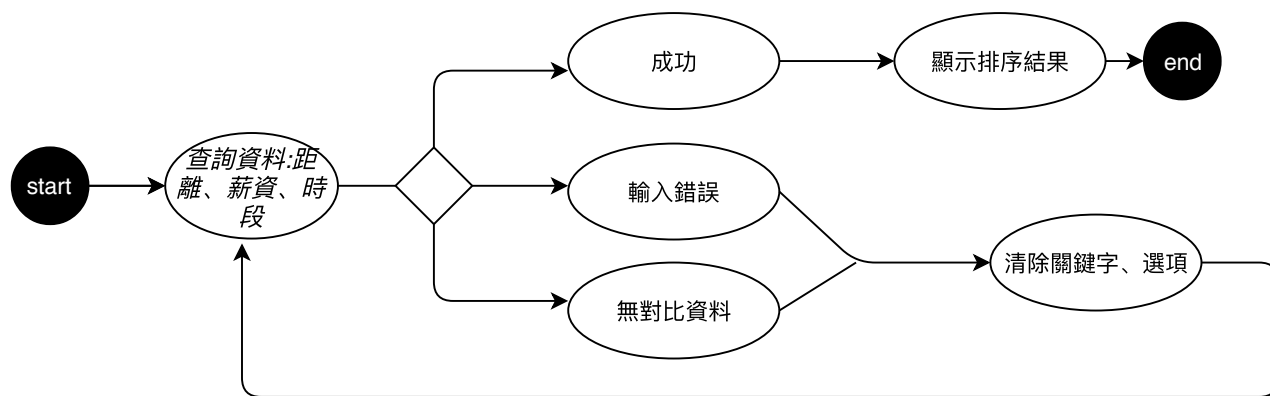 start
查詢資料:距
離、薪資、時
段
成功
顯示排序結果
end
輸入錯誤
無對比資料
清除關鍵字、選項